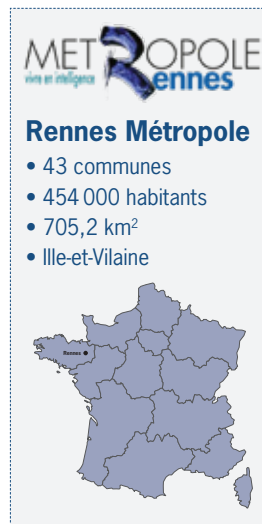 METROPOLE
vivre en intelligence Rennes
Rennes Métropole
• 43 communes
• 454 000 habitants
• 705,2 km²
• Ille-et-Vilaine
Rennes